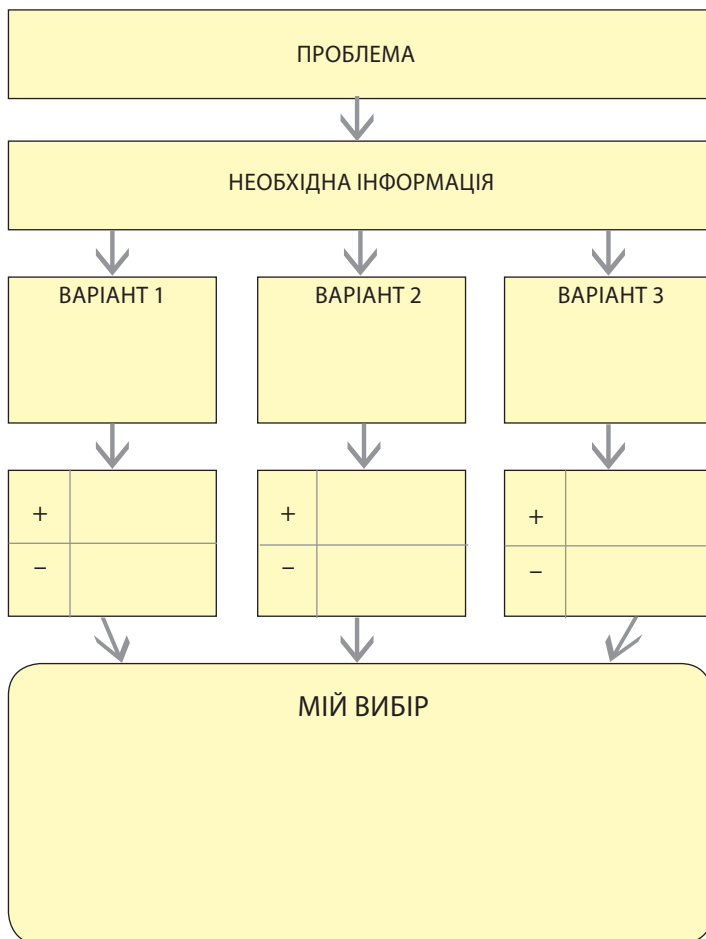 ПРОБЛЕМА
НЕОБХІДНА ІНФОРМАЦІЯ
ВАРІАНТ 1
ВАРІАНТ 2
ВАРІАНТ 3
+
+
+
–
–
–
МІЙ ВИБІР